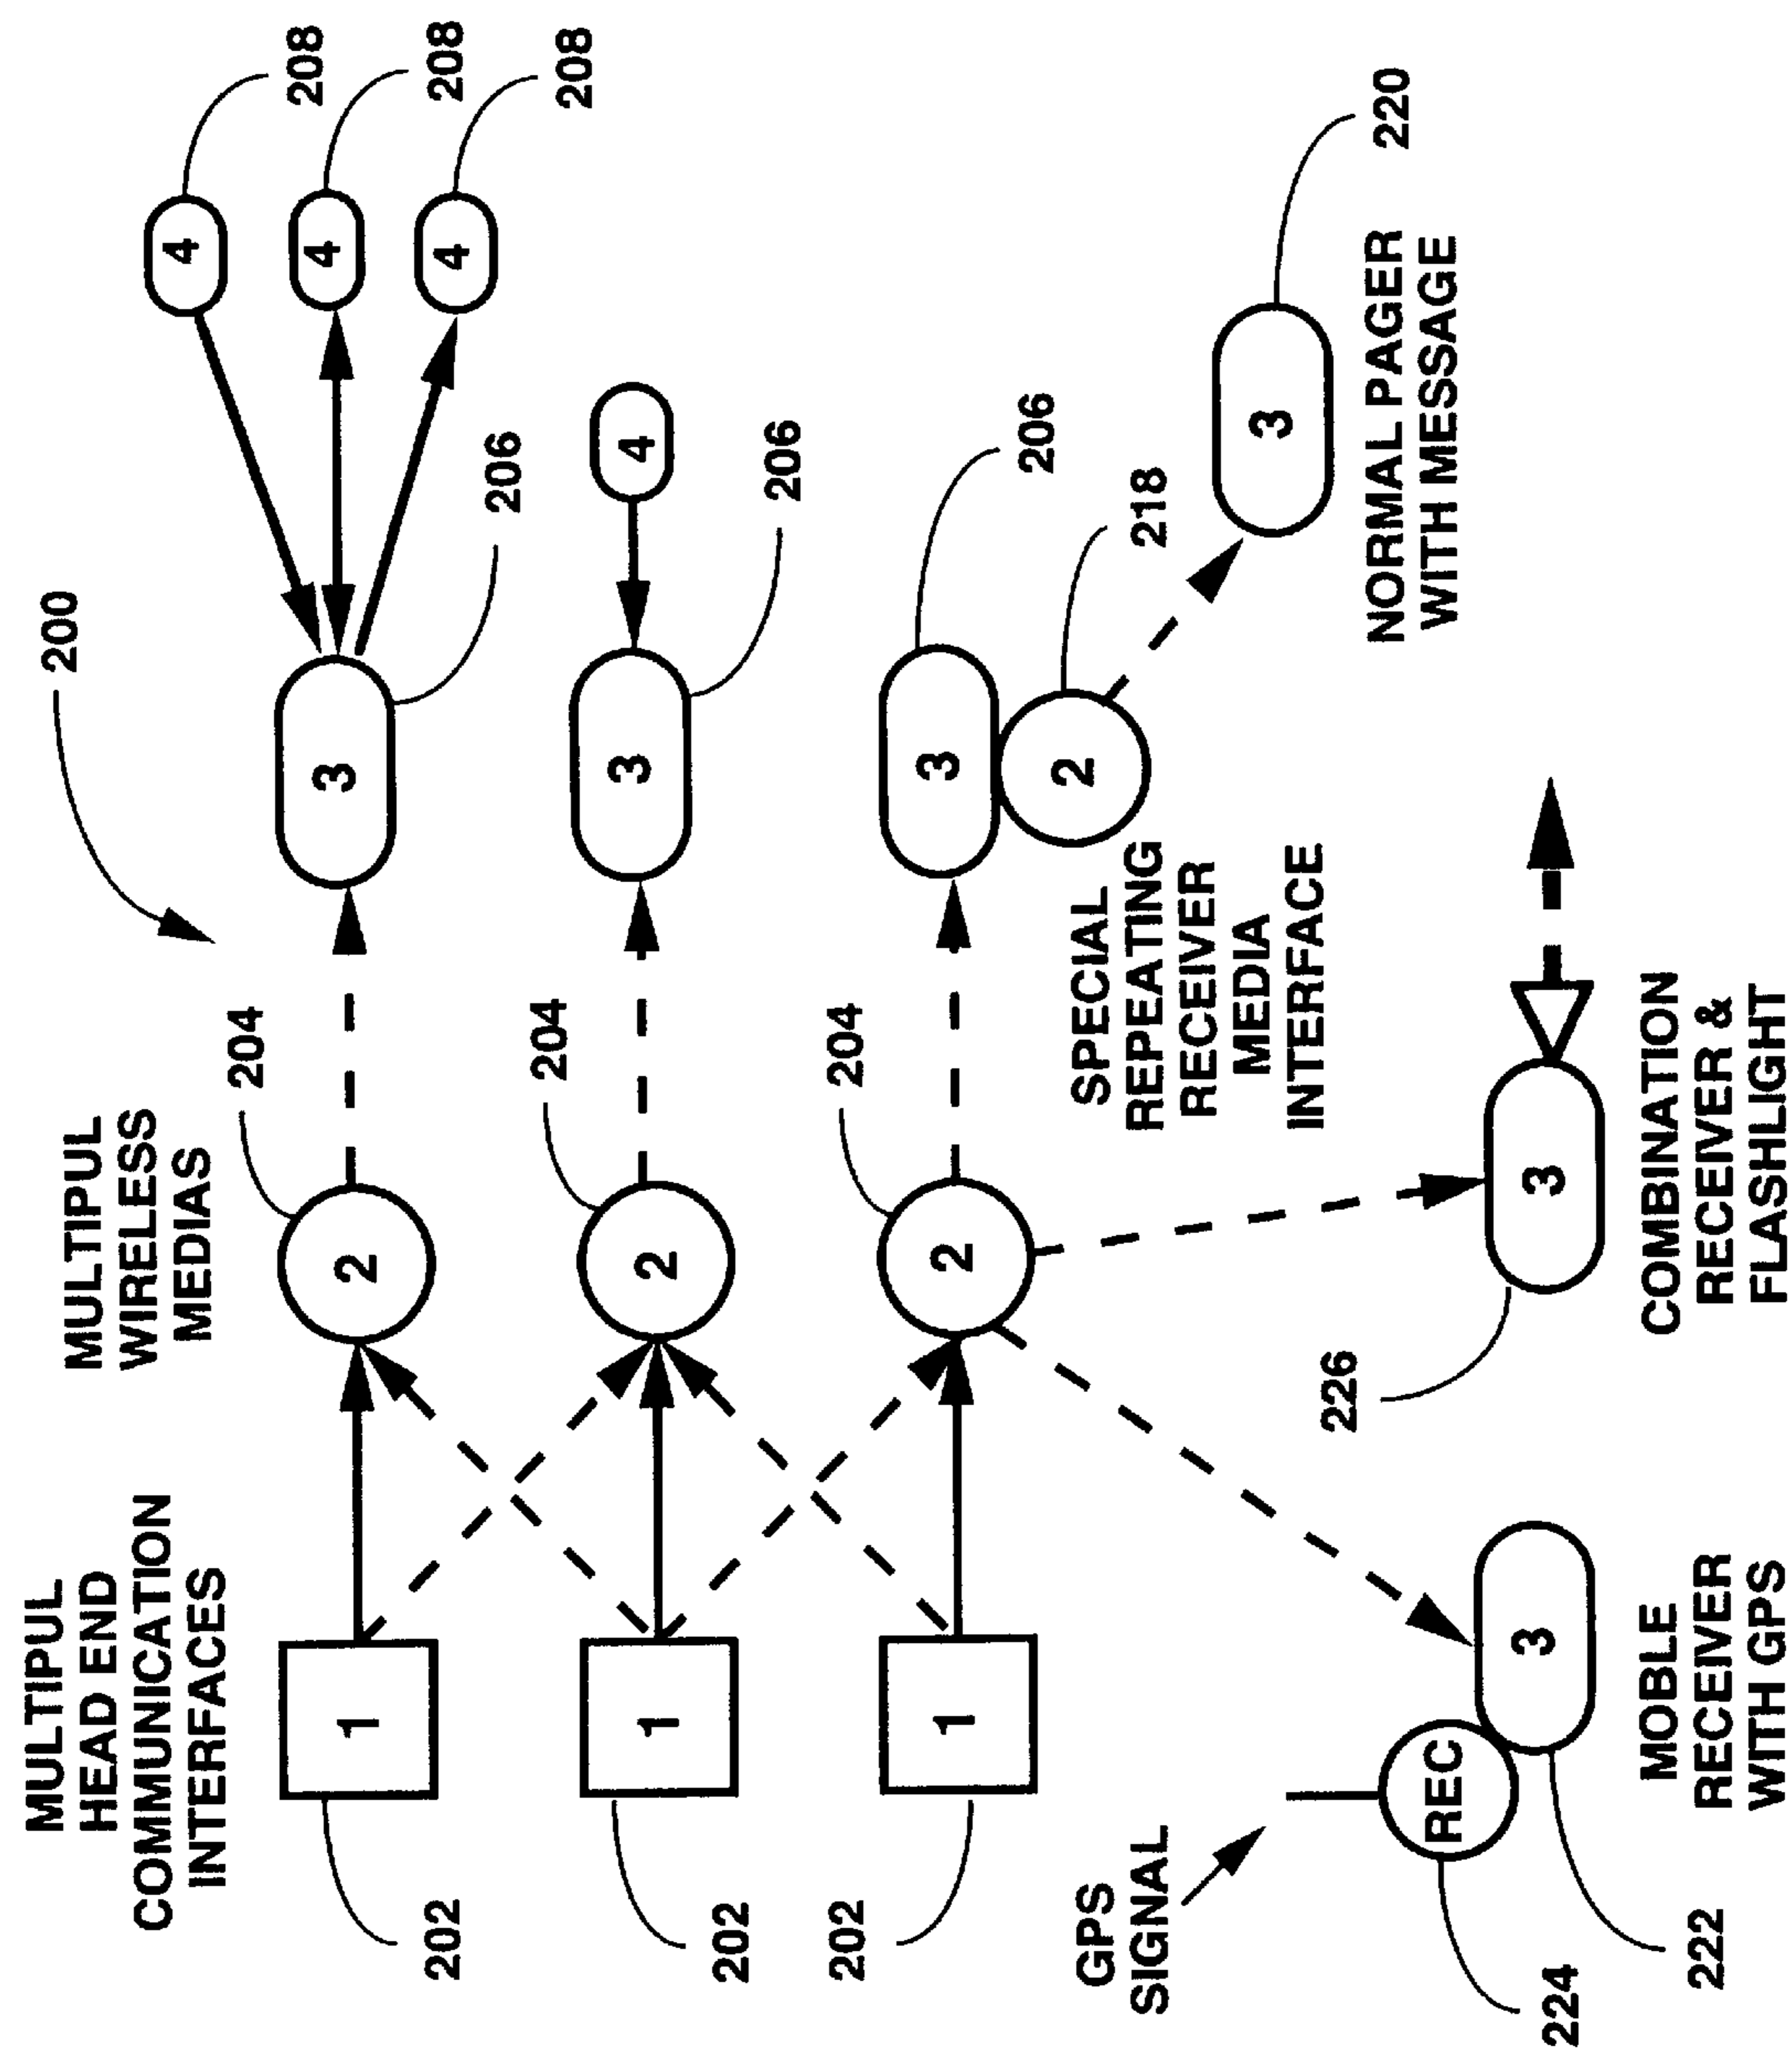 200
MULTIPUL
HEAD END
COMMUNICATION
INTERFACES
MULTIPUL
WIRELESS
MEDIAS
202
1
204
2
3
206
4
208
4
208
4
208
202
1
204
2
3
206
4
202
1
204
2
3
206
2
218
SPECIAL
REPEATING
RECEIVER
MEDIA
INTERFACE
3
220
NORMAL PAGER
WITH MESSAGE
GPS
SIGNAL
REC
224
3
222
MOBLE
RECEIVER
WITH GPS
226
3
COMBINATION
RECEIVER &
FLASHLIGHT